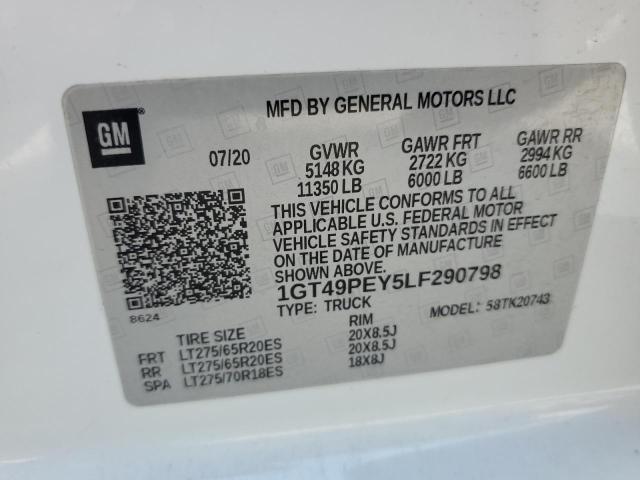 GM
MFD BY GENERAL MOTORS LLC
07/20 GVWR GAWR FRT GAWR RR
5148 KG 2722 KG 2994 KG
11350 LB 6000 LB 6600 LB
THIS VEHICLE CONFORMS TO ALL
APPLICABLE U.S. FEDERAL MOTOR
VEHICLE SAFETY STANDARDS IN EFFECT
ON THE DATE OF MANUFACTURE
SHOWN ABOVE.
1GT49PEY5LF290798
8624 TYPE: TRUCK MODEL: 58TK20743
TIRE SIZE RIM
FRT LT275/65R20ES 20X8.5J
RR LT275/65R20ES 20X8.5J
SPA LT275/70R18ES 18X8J